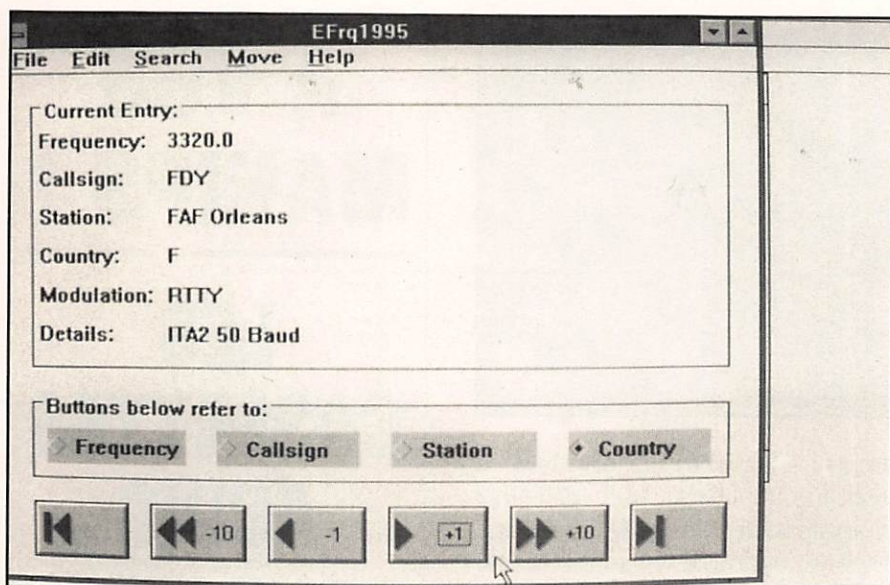 EFrq1995
File Edit Search Move Help
Current Entry:
Frequency: 3320.0
Callsign: FDY
Station: FAF Orleans
Country: F
Modulation: RTTY
Details: ITA2 50 Baud
Buttons below refer to:
Frequency Callsign Station Country
-10 -1 +1 +10